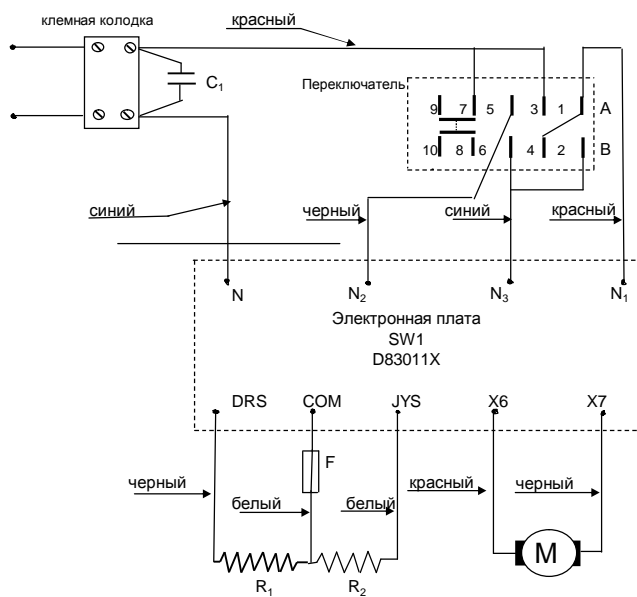 клемная колодка
красный
C1
Переключатель
9 7 5 3 1 A
10 8 6 4 2 B
синий
черный
синий
красный
N N2 N3 N1
Электронная плата
SW1
D83011X
DRS COM JYS X6 X7
F
черный
белый
белый
красный
черный
M
R1
R2